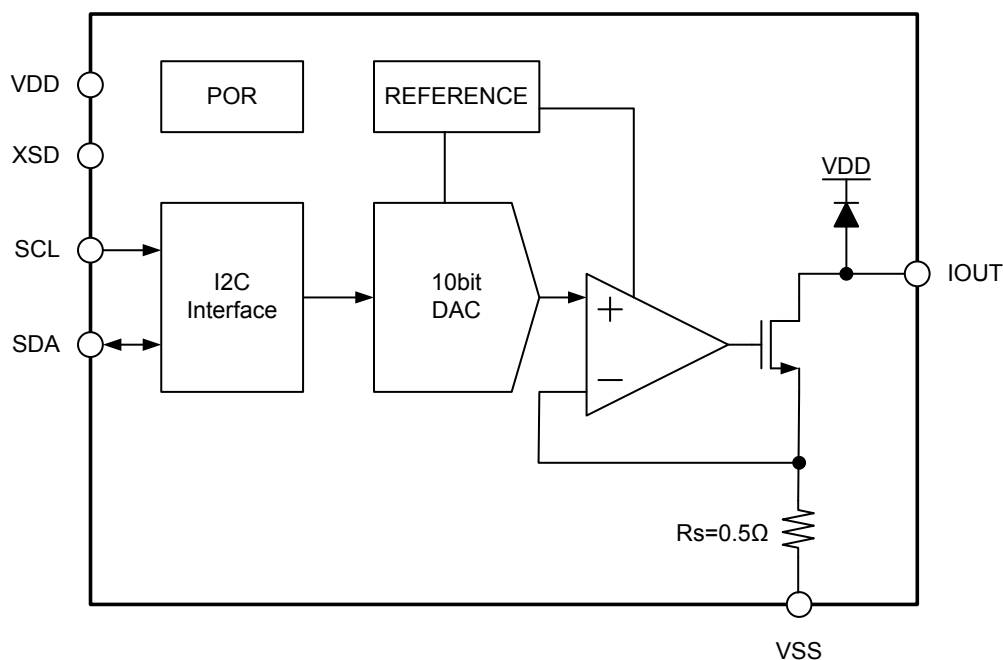 VDD
POR
REFERENCE
XSD
VDD
SCL
I2C
Interface
10bit
DAC
IOUT
SDA
+
−
Rs=0.5Ω
VSS